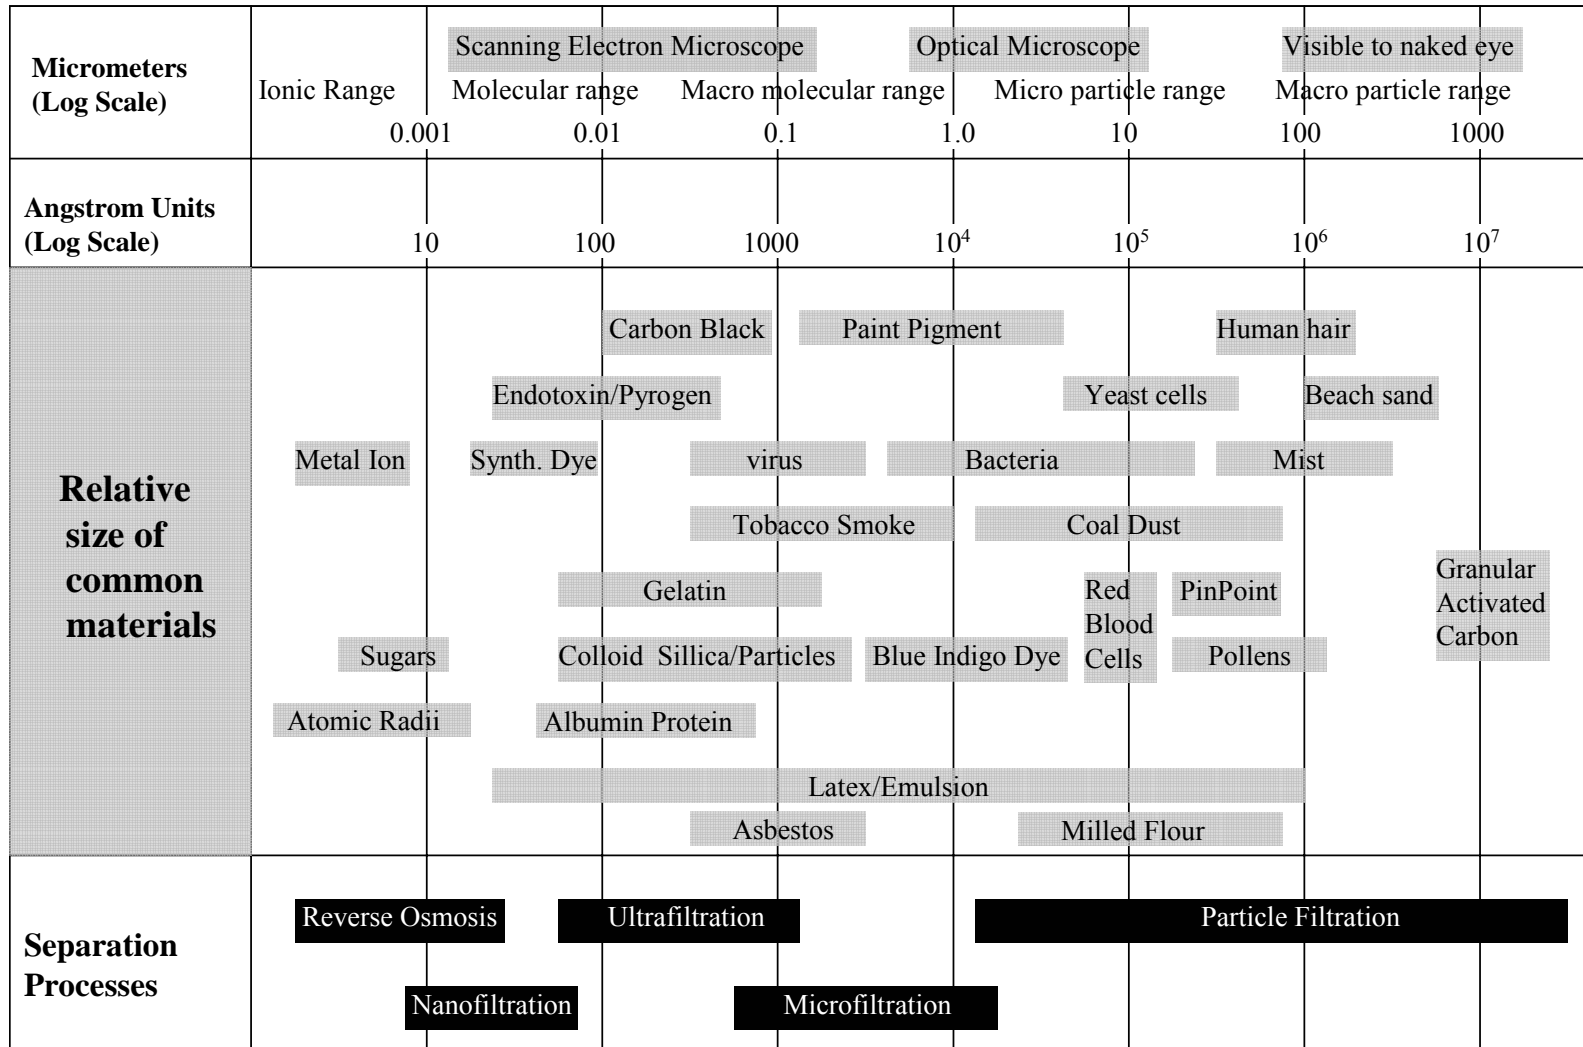 Scanning Electron Microscope Optical Microscope Visible to naked eye
Micrometers
(Log Scale)
Ionic Range Molecular range Macro molecular range Micro particle range Macro particle range
0.001 0.01 0.1 1.0 10 100 1000
Angstrom Units
(Log Scale)
10 100 1000 10⁴ 10⁵ 10⁶ 10⁷
Relative
size of
common
materials
Carbon Black Paint Pigment Human hair
Endotoxin/Pyrogen Yeast cells Beach sand
Metal Ion Synth. Dye virus Bacteria Mist
Tobacco Smoke Coal Dust
Gelatin
Red
Blood
Cells
PinPoint
Granular
Activated
Carbon
Sugars Colloid Sillica/Particles Blue Indigo Dye Pollens
Atomic Radii Albumin Protein
Latex/Emulsion
Asbestos Milled Flour
Separation
Processes
Reverse Osmosis Ultrafiltration Particle Filtration
Nanofiltration Microfiltration